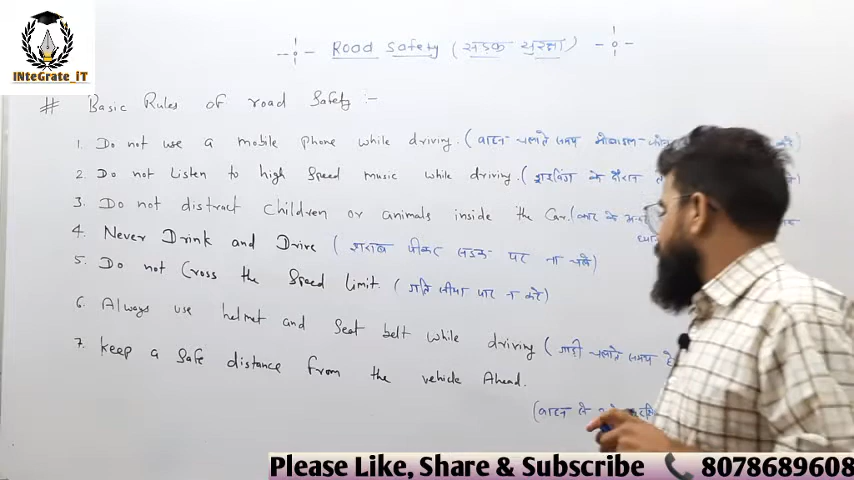 INteGrate_iT
Road Safety (सड़क सुरक्षा)
# Basic Rules of road Safety :-
1. Do not use a mobile phone while driving. (वाहन चलाते समय मोबाइल-फोन
2. Do not Listen to high Speed music while driving. (ड्राइविंग के दौरान
3. Do not distract Children or animals inside the Car. (कार के
4. Never Drink and Drive (शराब पीकर सड़क पर ना चले)
5. Do not Cross the Speed limit. (गति सीमा पार न करे)
6. Always use helmet and Seat belt while driving (गाड़ी चलाते समय
7. Keep a Safe distance from the vehicle Ahead.
(वाहन से
Please Like, Share & Subscribe 8078689608